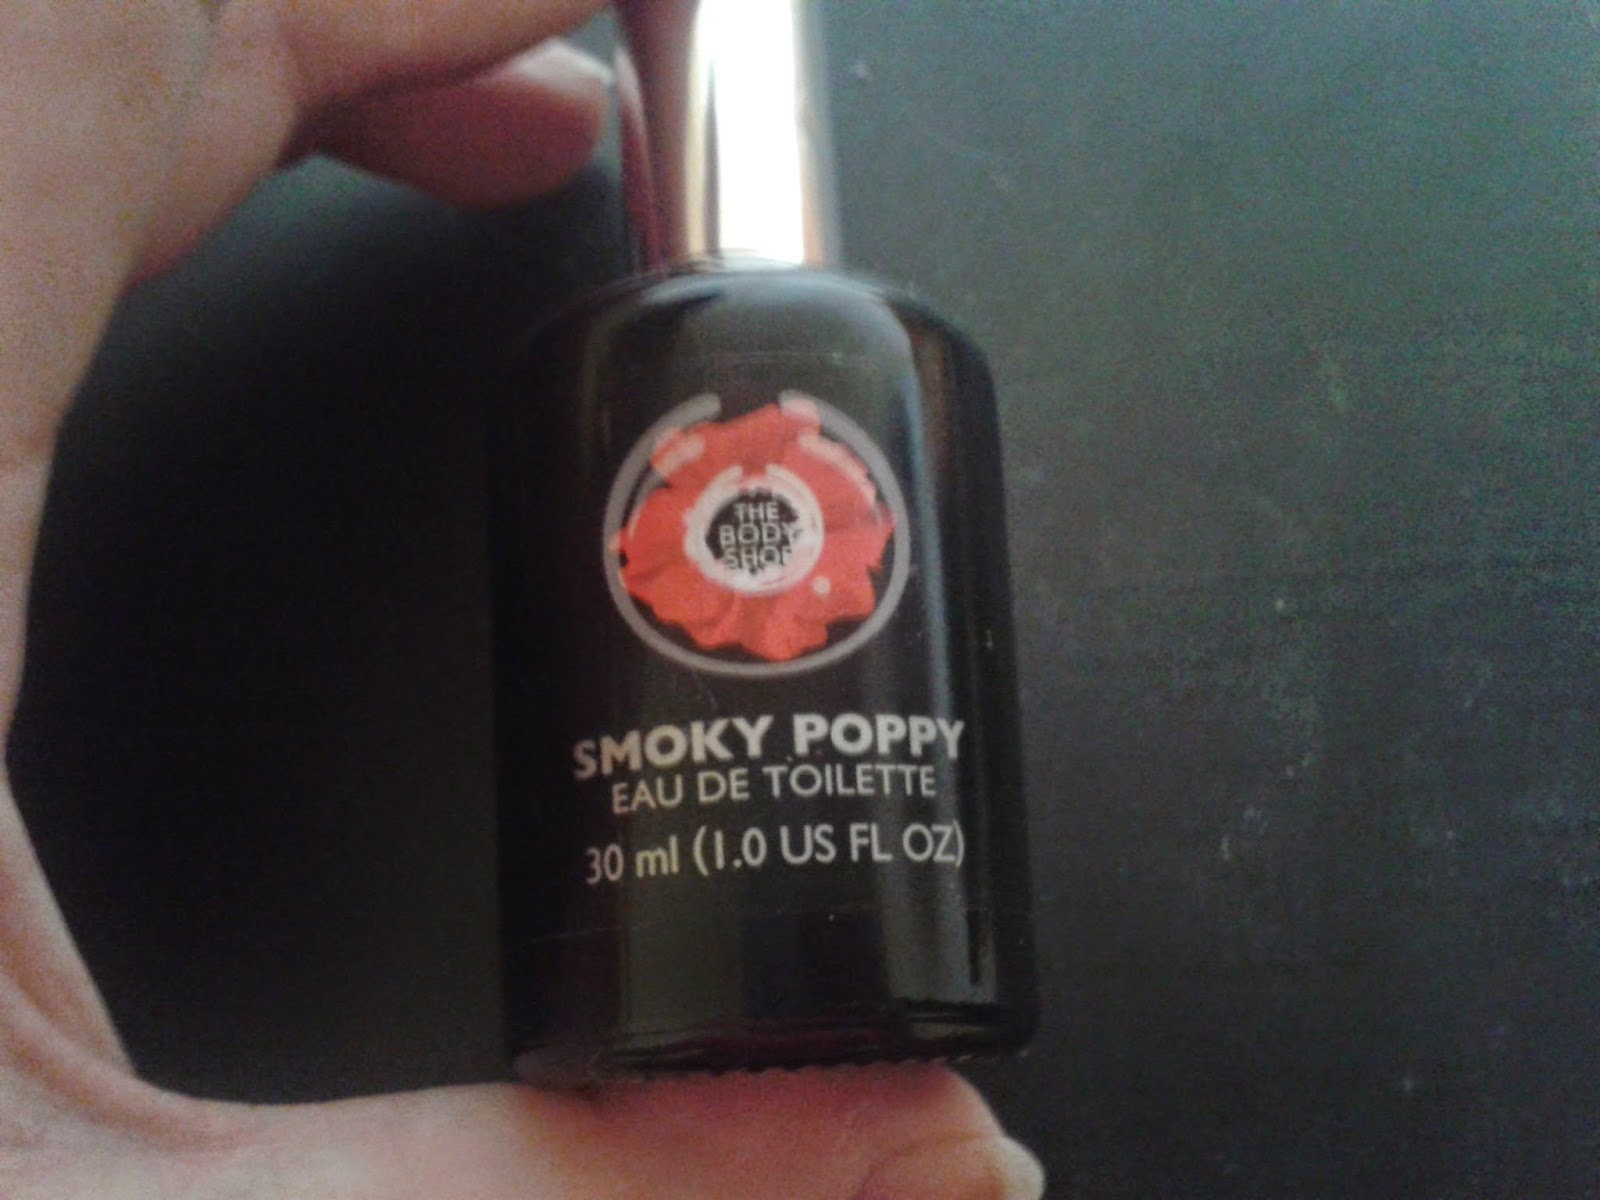 THE
BODY
SHOP
SMOKY POPPY
EAU DE TOILETTE
30 ml (1.0 US FL OZ)